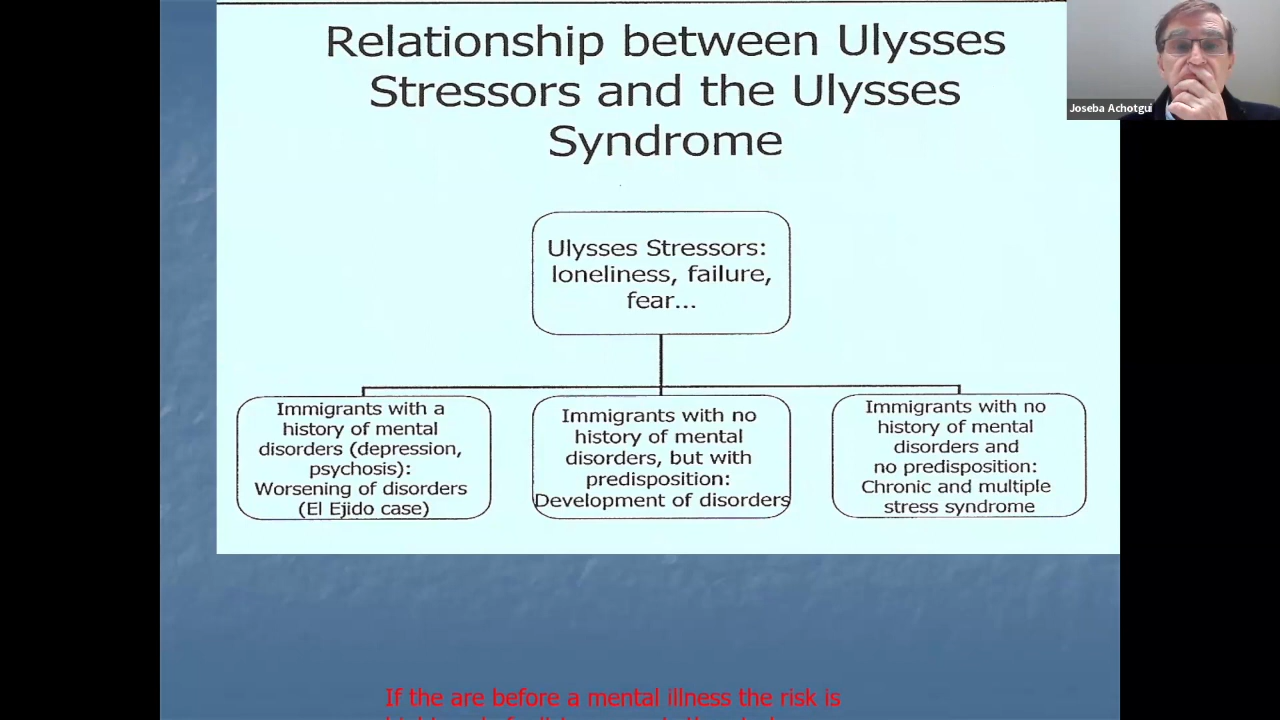 Relationship between Ulysses
Stressors and the Ulysses
Syndrome
Joseba Achotgui
Ulysses Stressors:
loneliness, failure,
fear...
Immigrants with a
history of mental
disorders (depression,
psychosis):
Worsening of disorders
(El Ejido case)
Immigrants with no
history of mental
disorders, but with
predisposition:
Development of disorders
Immigrants with no
history of mental
disorders and
no predisposition:
Chronic and multiple
stress syndrome
If the are before a mental illness the risk is